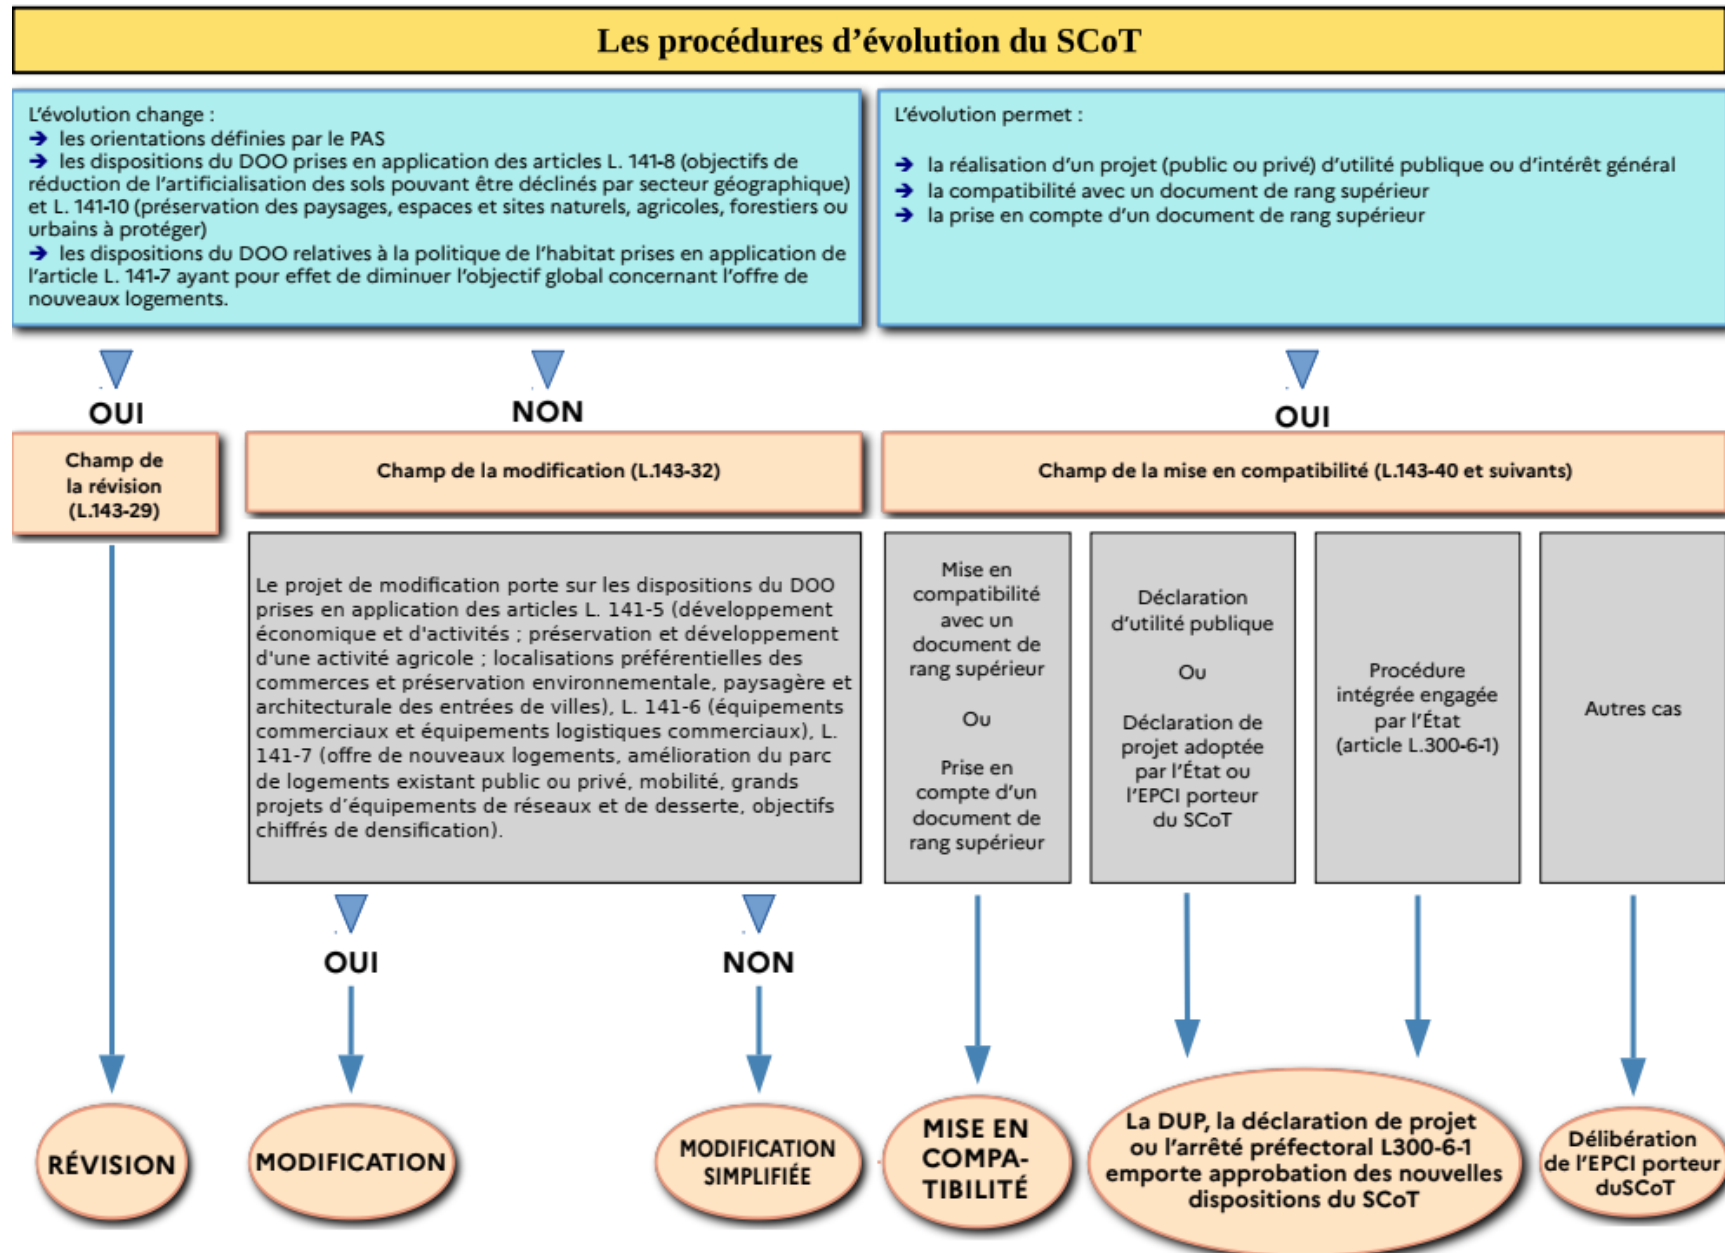 Les procédures d'évolution du SCoT
L'évolution change :
➔ les orientations définies par le PAS
➔ les dispositions du DOO prises en application des articles L. 141-8 (objectifs de
réduction de l'artificialisation des sols pouvant être déclinés par secteur géographique)
et L. 141-10 (préservation des paysages, espaces et sites naturels, agricoles, forestiers ou
urbains à protéger)
➔ les dispositions du DOO relatives à la politique de l'habitat prises en application de
l'article L. 141-7 ayant pour effet de diminuer l'objectif global concernant l'offre de
nouveaux logements.
L'évolution permet :
➔ la réalisation d'un projet (public ou privé) d'utilité publique ou d'intérêt général
➔ la compatibilité avec un document de rang supérieur
➔ la prise en compte d'un document de rang supérieur
OUI
NON
OUI
Champ de
la révision
(L.143-29)
Champ de la modification (L.143-32)
Champ de la mise en compatibilité (L.143-40 et suivants)
Le projet de modification porte sur les dispositions du DOO
prises en application des articles L. 141-5 (développement
économique et d'activités ; préservation et développement
d'une activité agricole ; localisations préférentielles des
commerces et préservation environnementale, paysagère et
architecturale des entrées de villes), L. 141-6 (équipements
commerciaux et équipements logistiques commerciaux), L.
141-7 (offre de nouveaux logements, amélioration du parc
de logements existant public ou privé, mobilité, grands
projets d'équipements de réseaux et de desserte, objectifs
chiffrés de densification).
Mise en
compatibilité
avec un
document de
rang supérieur
Ou
Prise en
compte d'un
document de
rang supérieur
Déclaration
d'utilité publique
Ou
Déclaration de
projet adoptée
par l'État ou
l'EPCI porteur
du SCoT
Procédure
intégrée engagée
par l'État
(article L.300-6-1)
Autres cas
OUI
NON
RÉVISION
MODIFICATION
MODIFICATION
SIMPLIFIÉE
MISE EN
COMPA-
TIBILITÉ
La DUP, la déclaration de projet
ou l'arrêté préfectoral L300-6-1
emporte approbation des nouvelles
dispositions du SCoT
Délibération
de l'EPCI porteur
duSCoT